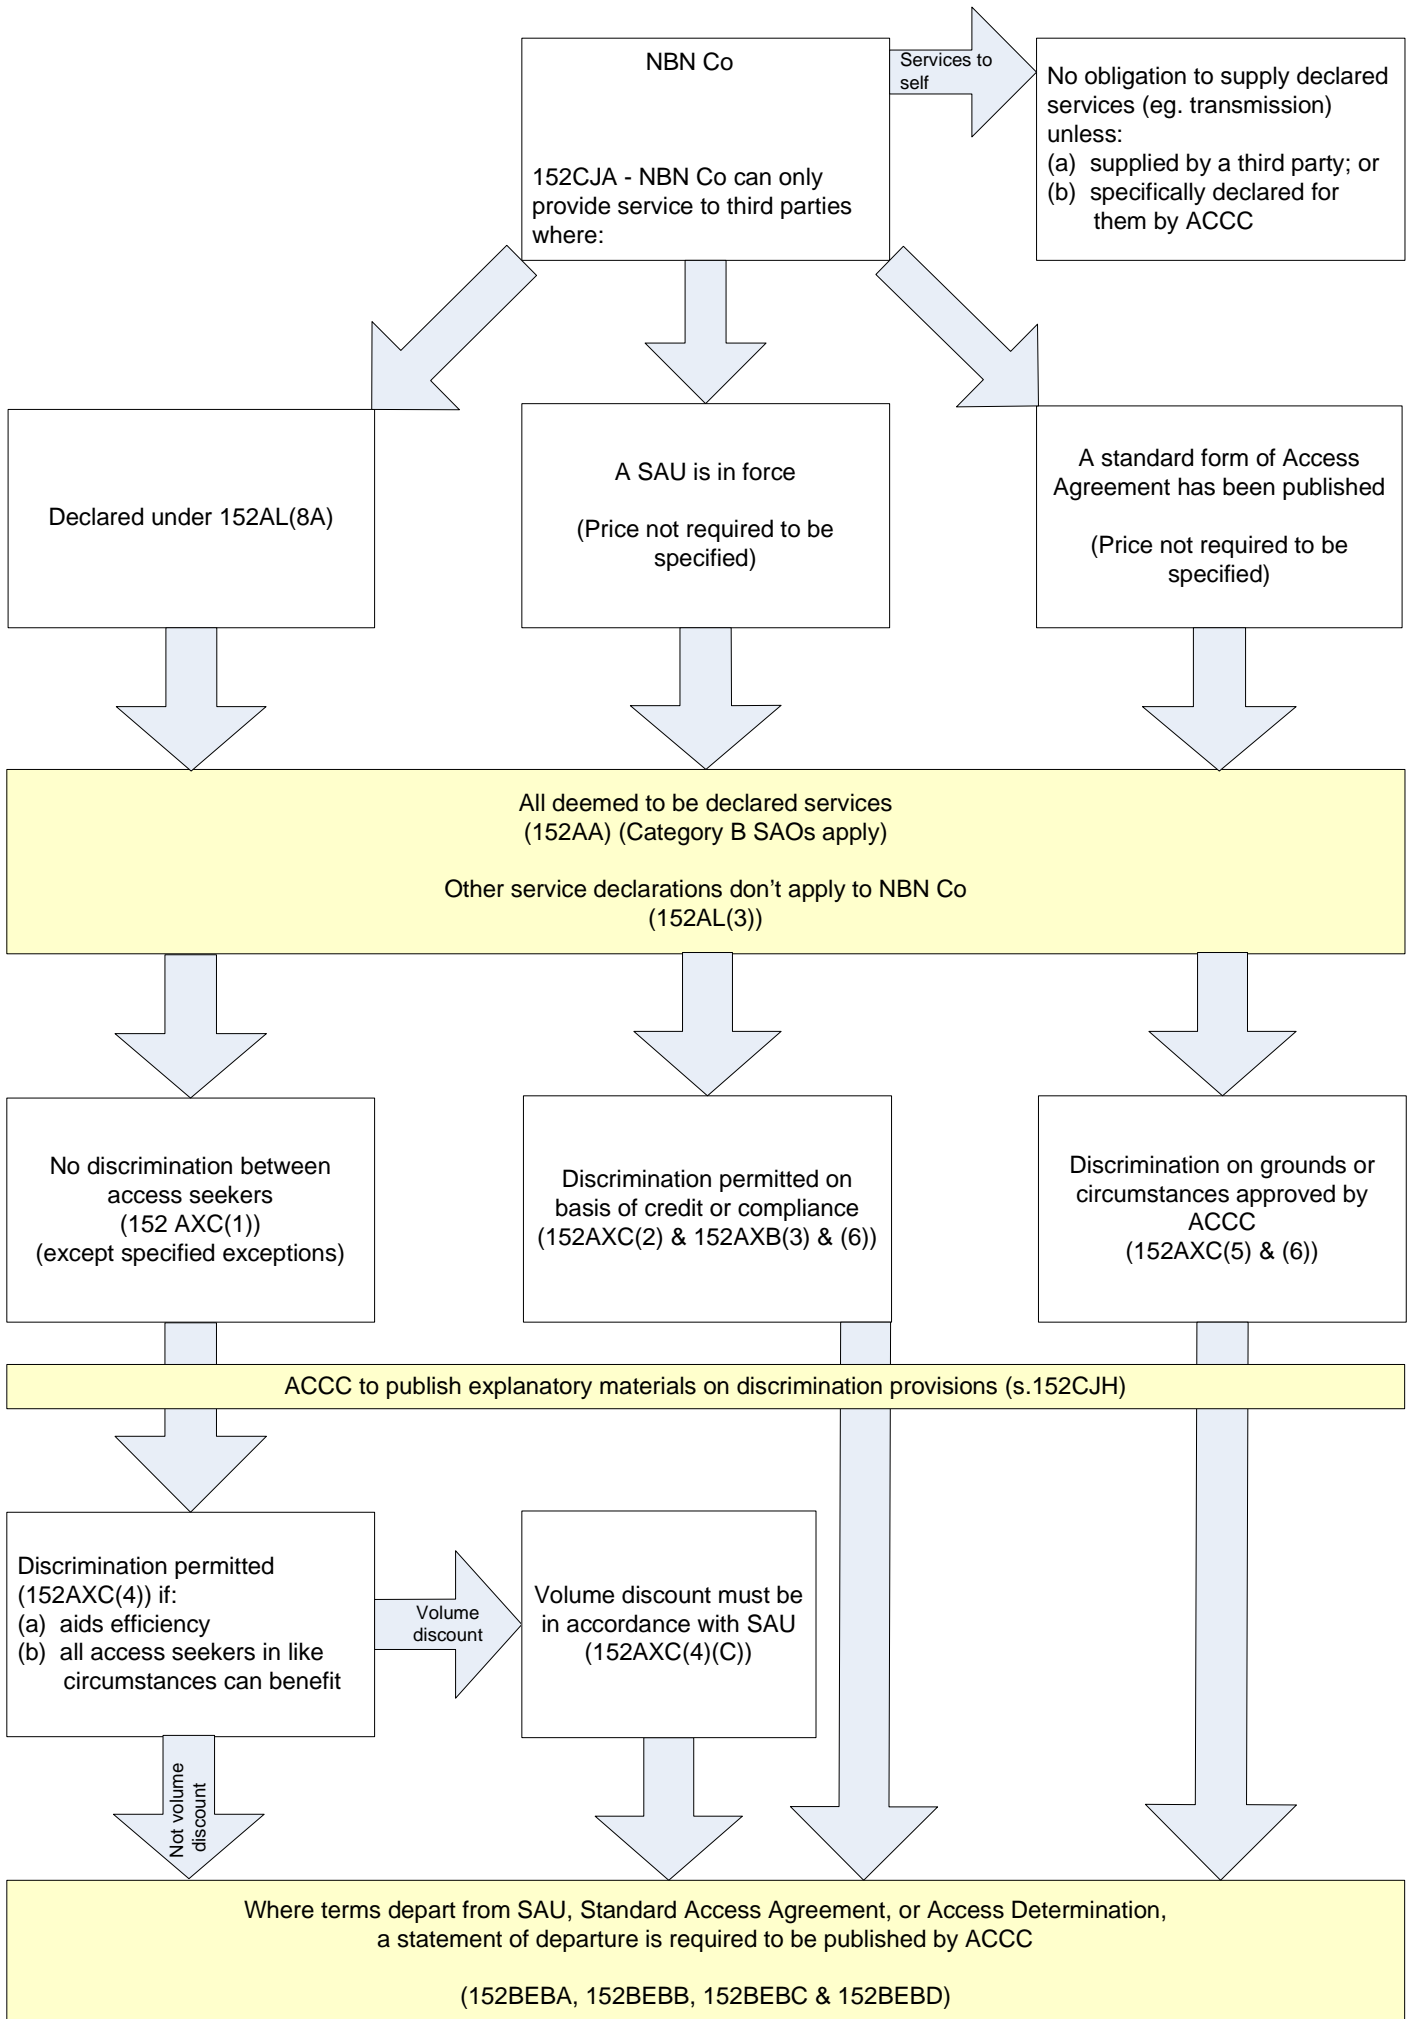 NBN Co
152CJA - NBN Co can only
provide service to third parties
where:
Services to
self
No obligation to supply declared
services (eg. transmission)
unless:
(a) supplied by a third party; or
(b) specifically declared for
them by ACCC
Declared under 152AL(8A)
A SAU is in force
(Price not required to be
specified)
A standard form of Access
Agreement has been published
(Price not required to be
specified)
All deemed to be declared services
(152AA) (Category B SAOs apply)
Other service declarations don’t apply to NBN Co
(152AL(3))
No discrimination between
access seekers
(152 AXC(1))
(except specified exceptions)
Discrimination permitted on
basis of credit or compliance
(152AXC(2) & 152AXB(3) & (6))
Discrimination on grounds or
circumstances approved by
ACCC
(152AXC(5) & (6))
ACCC to publish explanatory materials on discrimination provisions (s.152CJH)
Discrimination permitted
(152AXC(4)) if:
(a) aids efficiency
(b) all access seekers in like
circumstances can benefit
Volume
discount
Volume discount must be
in accordance with SAU
(152AXC(4)(C))
Not volume
discount
Where terms depart from SAU, Standard Access Agreement, or Access Determination,
a statement of departure is required to be published by ACCC
(152BEBA, 152BEBB, 152BEBC & 152BEBD)